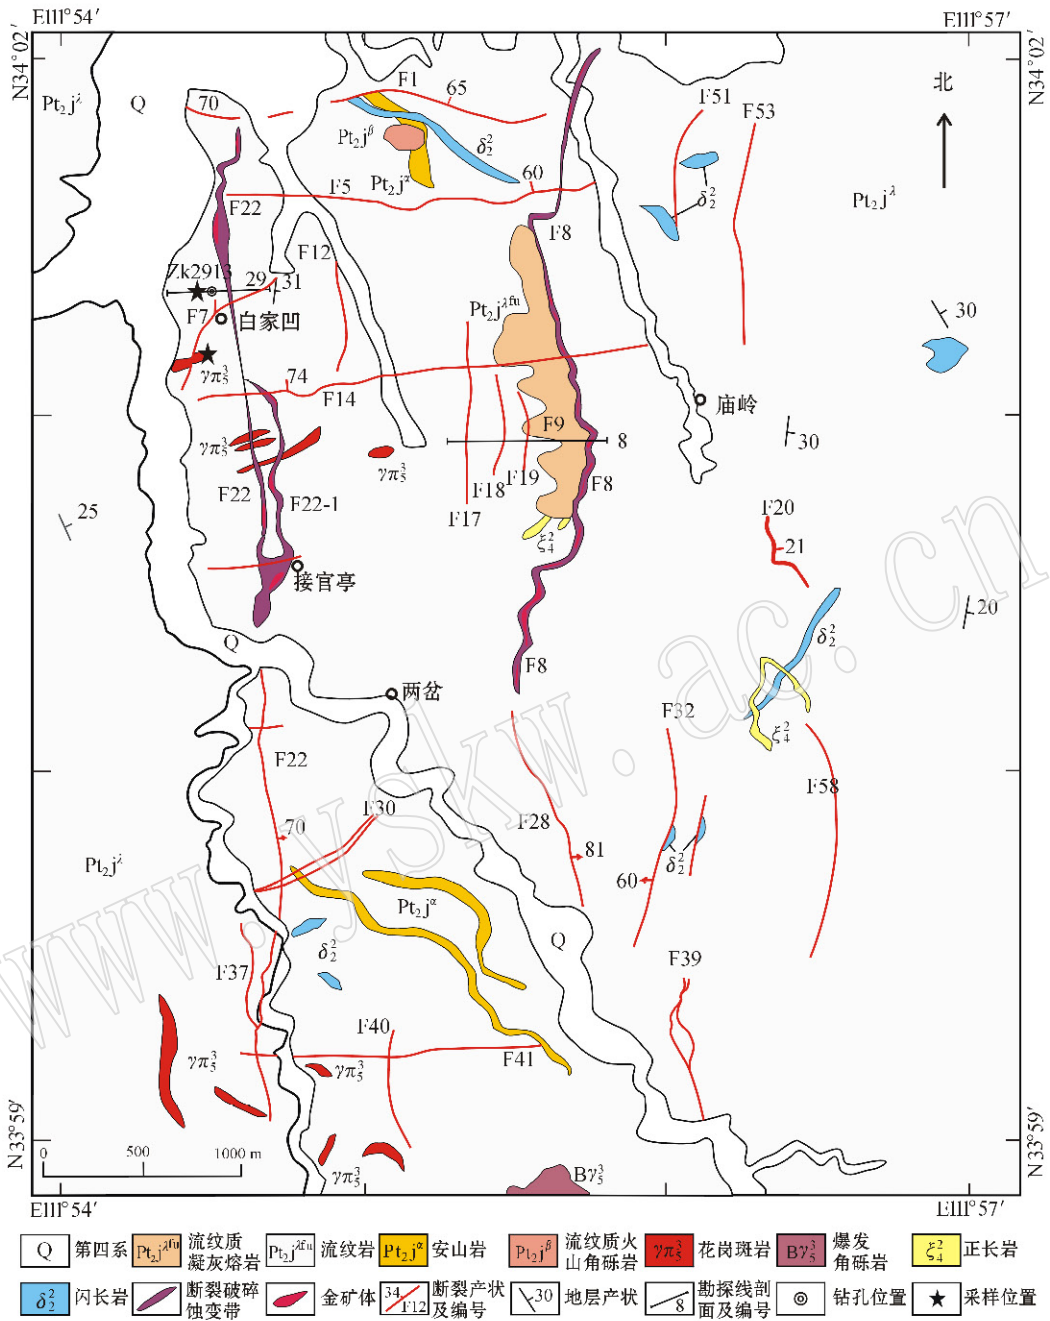 E111°54′
E111°57′
N34°02′
N34°02′
Pt₂j^λ
Q
70
F1
65
Pt₂j^β
δ₂²
Pt₂j^α
F51
F53
北
δ₂²
Pt₂j^λ
F5
60
F22
F8
F12
Zk2913
29
31
F7
白家凹
Pt₂j^λfu
30
γπ₅³
74
F14
庙岭
γπ₅³
γπ₅³
F9
8
30
F22
F22-1
F18
F19
F17
F8
25
ξ₄²
F20
21
接官亭
20
Q
F8
δ₂²
两岔
F32
ξ₄²
F22
F30
F28
F58
70
81
δ₂²
60
Pt₂j^λ
Pt₂j^α
Q
δ₂²
F37
F39
F40
F41
γπ₅³
γπ₅³
γπ₅³
Bγ₅³
0 500 1000 m
N33°59′
N33°59′
E111°54′
E111°57′
www.yskw.ac.cn
Q 第四系
Pt₂j^λfu 流纹质
凝灰熔岩
Pt₂j^λfu 流纹岩
Pt₂j^α 安山岩
Pt₂j^β 流纹质火
山角砾岩
γπ₅³ 花岗斑岩
Bγ₅³ 爆发
角砾岩
ξ₄² 正长岩
δ₂² 闪长岩
断裂破碎
蚀变带
金矿体
34 F12 断裂产状
及编号
30 地层产状
8 勘探线剖
面及编号
钻孔位置
采样位置